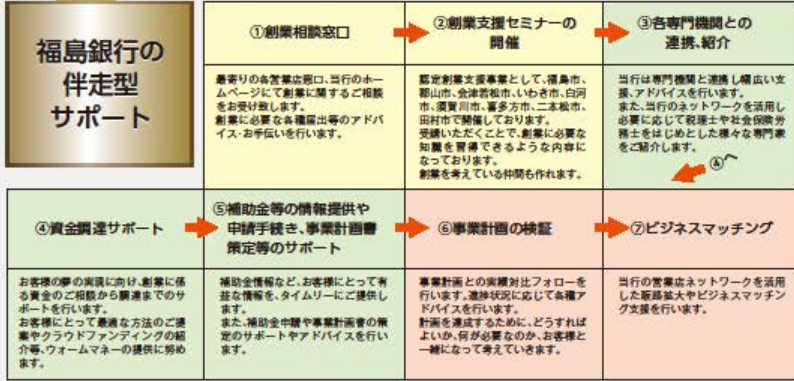 福島銀行の
伴走型
サポート
①創業相談窓口
最寄りの各営業店窓口、当行のホー
ムページにて創業に関するご相談
をお受け致します。
創業に必要な各種届出等のアドバ
イス・お手伝いを行います。
②創業支援セミナーの
開催
認定創業支援事業として、福島市、
郡山市、会津若松市、いわき市、白河
市、須賀川市、喜多方市、二本松市、
田村市で開催しております。
受講いただくことで、創業に必要な
知識を習得できるような内容に
なっております。
創業を考えている仲間も作れます。
③各専門機関との
連携、紹介
当行は専門機関と連携し幅広い支
援、アドバイスを行います。
また、当行のネットワークを活用し
必要に応じて税理士や社会保険労
務士をはじめとした様々な専門家
をご紹介します。
④へ
④資金調達サポート
お客様の夢の実現に向け、創業に係
る資金のご相談から調達までのサ
ポートを行います。
お客様にとって最適な方法のご提
案やクラウドファンディングの紹
介等、ウォームマネーの提供に努め
ます。
⑤補助金等の情報提供や
申請手続き、事業計画書
策定等のサポート
補助金情報など、お客様にとって有
益な情報を、タイムリーにご提供し
ます。
また、補助金申請や事業計画書の策
定のサポートやアドバイスを行い
ます。
⑥事業計画の検証
事業計画との実績対比フォローを
行います。進捗状況に応じて各種ア
ドバイスを行います。
計画を達成するために、どうすれば
よいか、何が必要なのか、お客様と
一緒になって考えていきます。
⑦ビジネスマッチング
当行の営業店ネットワークを活用
した販路拡大やビジネスマッチン
グ支援を行います。